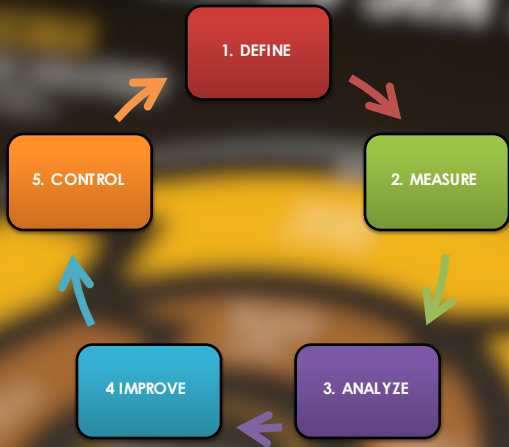 1. DEFINE
2. MEASURE
3. ANALYZE
4 IMPROVE
5. CONTROL